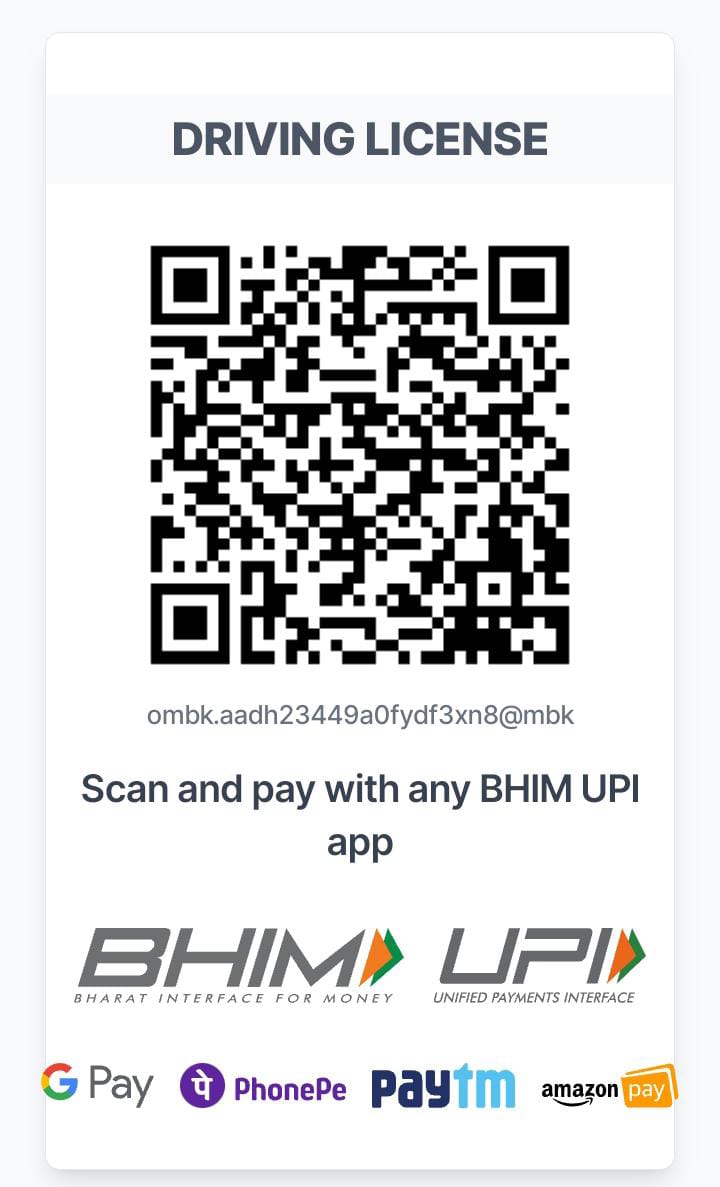 DRIVING LICENSE
ombk.aadh23449a0fydf3xn8@mbk
Scan and pay with any BHIM UPI
app
BHIM UPI
BHARAT INTERFACE FOR MONEY UNIFIED PAYMENTS INTERFACE
G Pay पे PhonePe paytm amazon pay